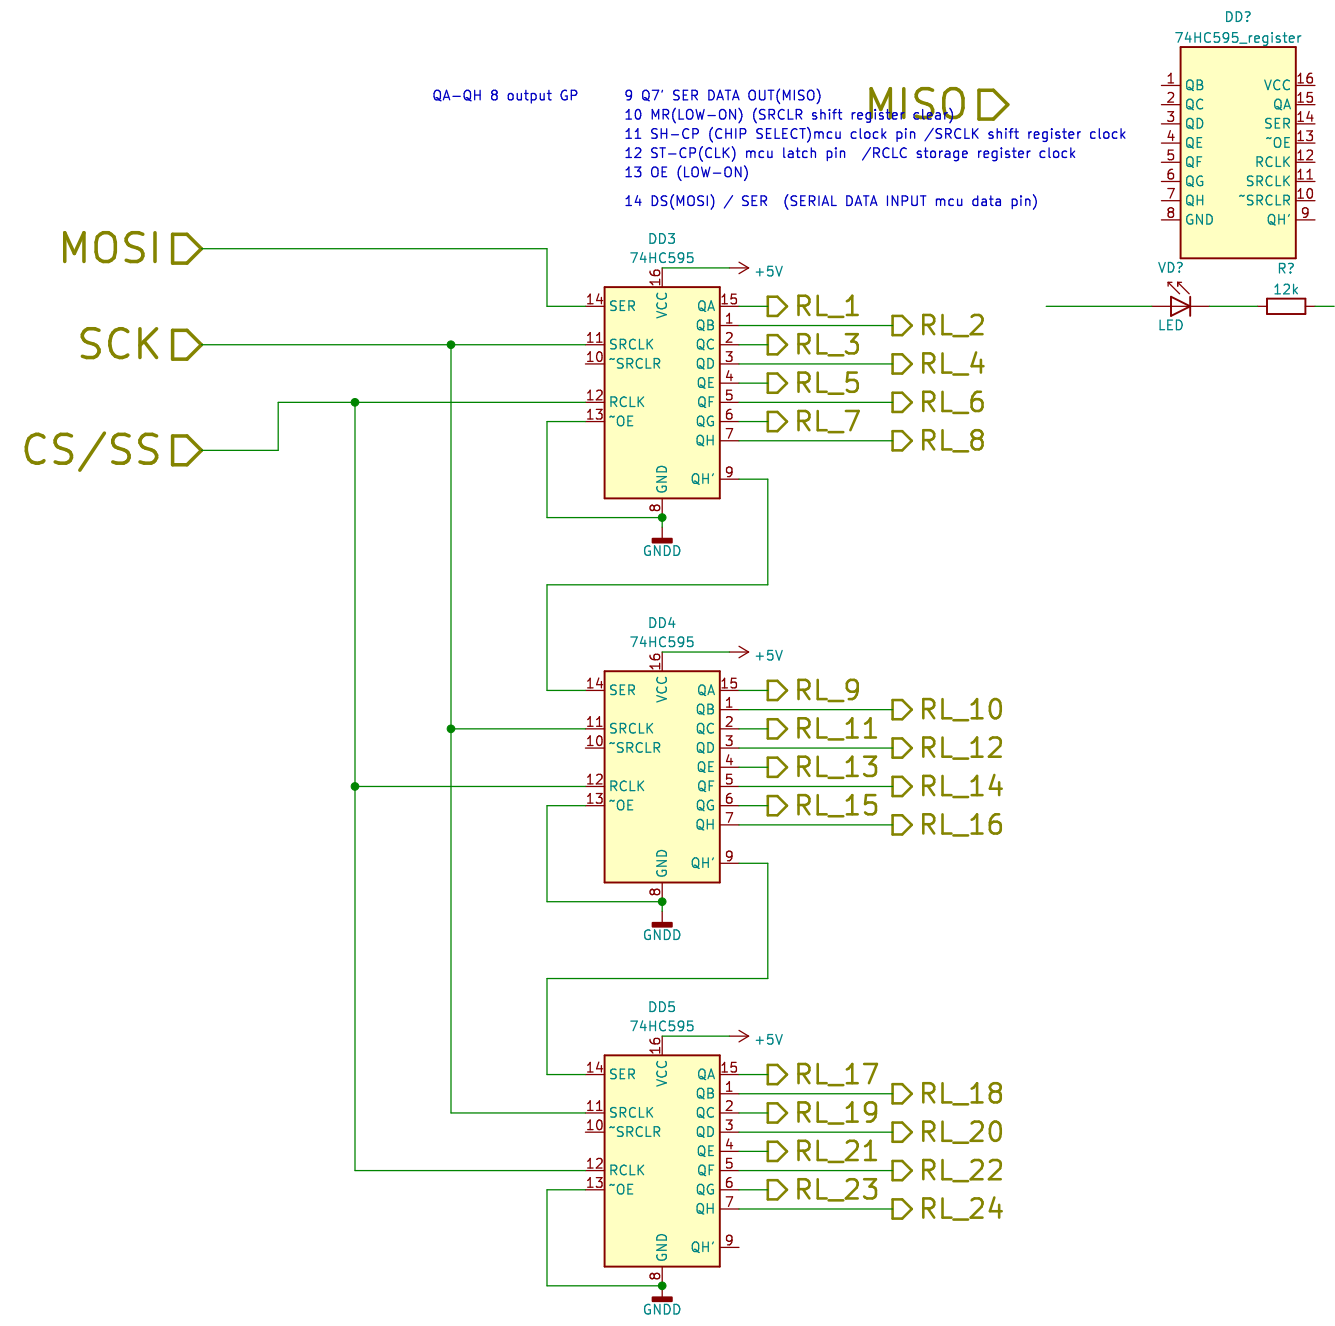 DD?
74HC595_register
1 QB VCC 16
2 QC QA 15
3 QD SER 14
4 QE ~OE 13
5 QF RCLK 12
6 QG SRCLK 11
7 QH ~SRCLR 10
8 GND QH' 9
QA-QH 8 output GP
9 Q7' SER DATA OUT(MISO)
MISO
10 MR(LOW-ON) (SRCLR shift register clear)
11 SH-CP (CHIP SELECT)mcu clock pin /SRCLK shift register clock
12 ST-CP(CLK) mcu latch pin  /RCLC storage register clock
13 OE (LOW-ON)
14 DS(MOSI) / SER  (SERIAL DATA INPUT mcu data pin)
VD?
LED
R?
12k
MOSI
SCK
CS/SS
DD3
74HC595
16 VCC +5V
14 SER QA 15 RL_1
QB 1 RL_2
11 SRCLK QC 2 RL_3
10 ~SRCLR QD 3 RL_4
QE 4 RL_5
12 RCLK QF 5 RL_6
13 ~OE QG 6 RL_7
QH 7 RL_8
QH' 9
GND 8
GNDD
DD4
74HC595
16 VCC +5V
14 SER QA 15 RL_9
QB 1 RL_10
11 SRCLK QC 2 RL_11
10 ~SRCLR QD 3 RL_12
QE 4 RL_13
12 RCLK QF 5 RL_14
13 ~OE QG 6 RL_15
QH 7 RL_16
QH' 9
GND 8
GNDD
DD5
74HC595
16 VCC +5V
14 SER QA 15 RL_17
QB 1 RL_18
11 SRCLK QC 2 RL_19
10 ~SRCLR QD 3 RL_20
QE 4 RL_21
12 RCLK QF 5 RL_22
13 ~OE QG 6 RL_23
QH 7 RL_24
QH' 9
GND 8
GNDD